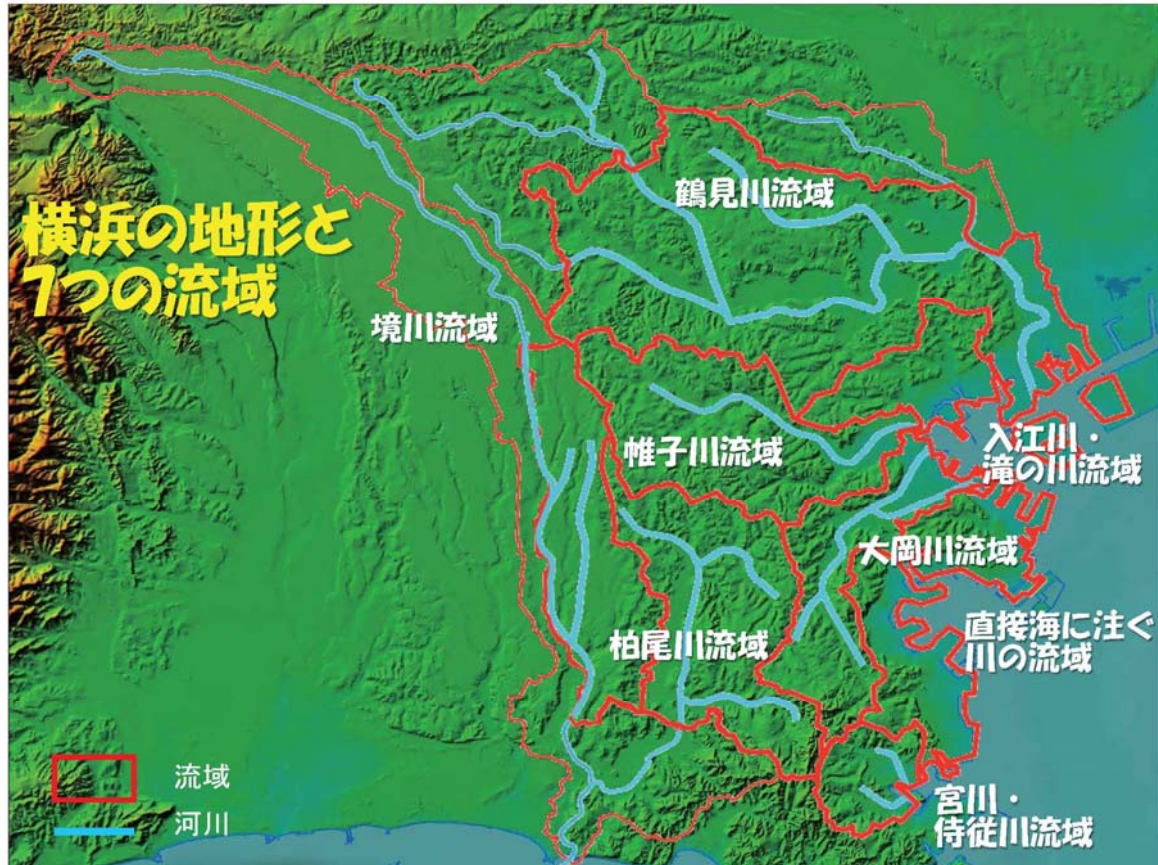 横浜の地形と
7つの流域
鶴見川流域
境川流域
帷子川流域
入江川・
滝の川流域
大岡川流域
直接海に注ぐ
川の流域
柏尾川流域
宮川・
侍従川流域
流域
河川